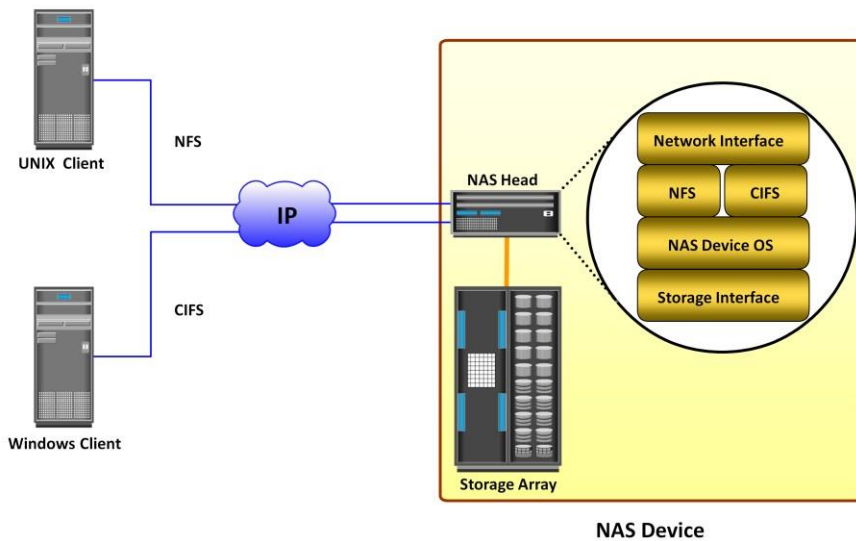 UNIX Client
NFS
IP
CIFS
Windows Client
NAS Head
Storage Array
Network Interface
NFS
CIFS
NAS Device OS
Storage Interface
NAS Device